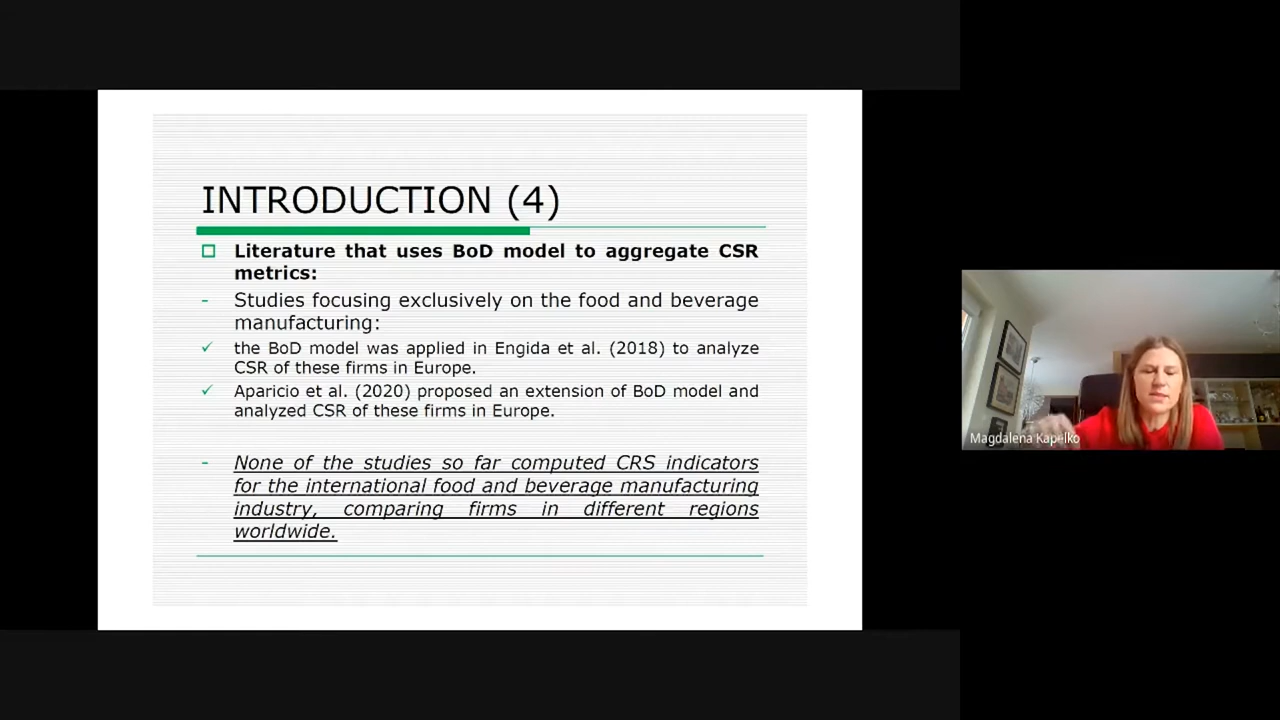 INTRODUCTION (4)
Literature that uses BoD model to aggregate CSR
metrics:
- Studies focusing exclusively on the food and beverage
manufacturing:
✓ the BoD model was applied in Engida et al. (2018) to analyze
CSR of these firms in Europe.
✓ Aparicio et al. (2020) proposed an extension of BoD model and
analyzed CSR of these firms in Europe.
- None of the studies so far computed CRS indicators
for the international food and beverage manufacturing
industry, comparing firms in different regions
worldwide.
Magdalena Kapelko